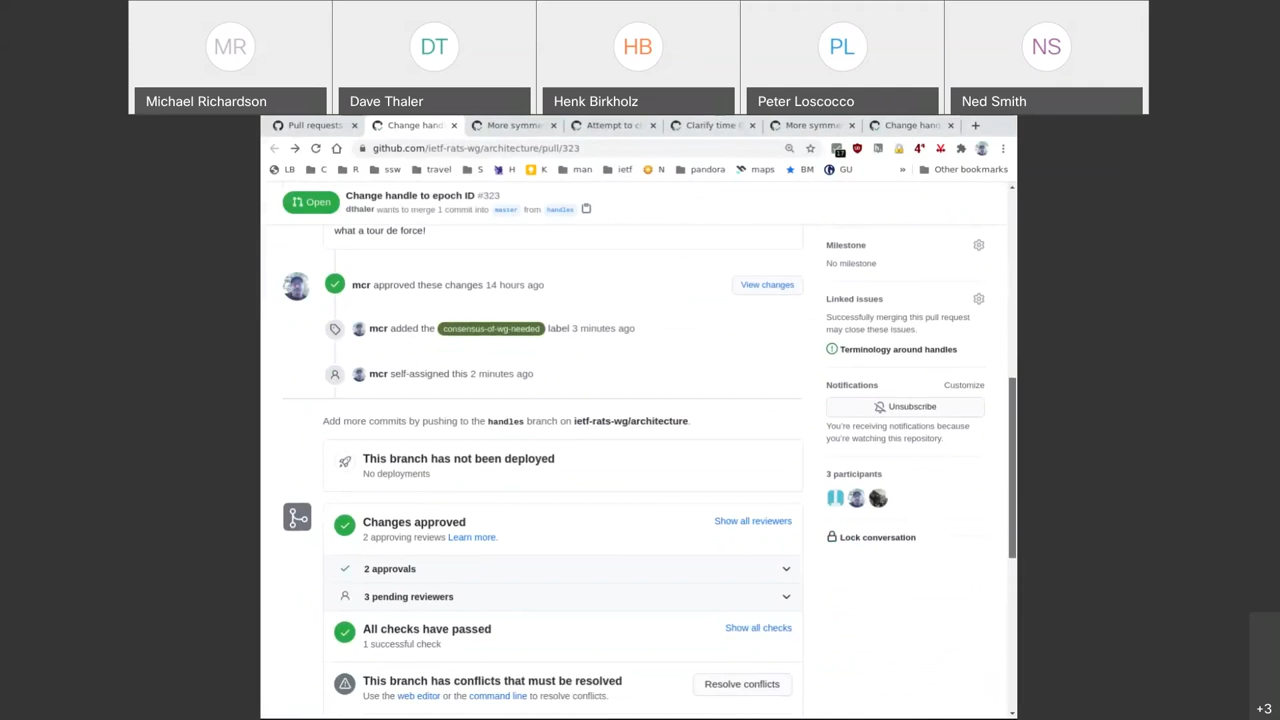 MR
DT
HB
PL
NS
Michael Richardson
Dave Thaler
Henk Birkholz
Peter Loscocco
Ned Smith
Pull requests
Change hand
More symme
Attempt to cl
Clarify time
More symme
Change hand
github.com/ietf-rats-wg/architecture/pull/323
17
LB
C
R
ssw
travel
S
H
K
man
ietf
N
pandora
maps
BM
GU
»
Other bookmarks
Open
Change handle to epoch ID #323
dthaler wants to merge 1 commit into master from handles
what a tour de force!
mcr approved these changes 14 hours ago
View changes
mcr added the consensus-of-wg-needed label 3 minutes ago
mcr self-assigned this 2 minutes ago
Add more commits by pushing to the handles branch on ietf-rats-wg/architecture.
This branch has not been deployed
No deployments
Changes approved
2 approving reviews Learn more.
Show all reviewers
2 approvals
3 pending reviewers
All checks have passed
1 successful check
Show all checks
This branch has conflicts that must be resolved
Use the web editor or the command line to resolve conflicts.
Resolve conflicts
Milestone
No milestone
Linked issues
Successfully merging this pull request
may close these issues.
Terminology around handles
Notifications
Customize
Unsubscribe
You're receiving notifications because
you're watching this repository.
3 participants
Lock conversation
+3